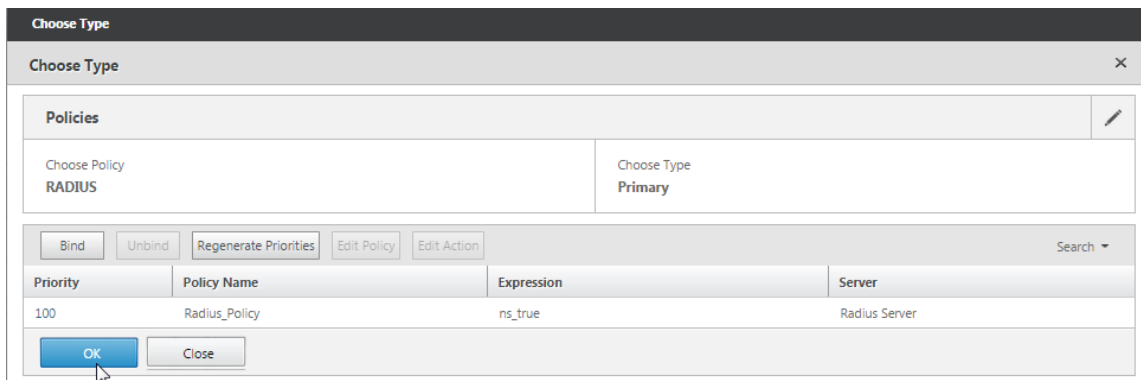 Choose Type
Choose Type ×
Policies
Choose Policy Choose Type
RADIUS Primary
Bind Unbind Regenerate Priorities Edit Policy Edit Action Search
Priority Policy Name Expression Server
100 Radius_Policy ns_true Radius Server
OK Close